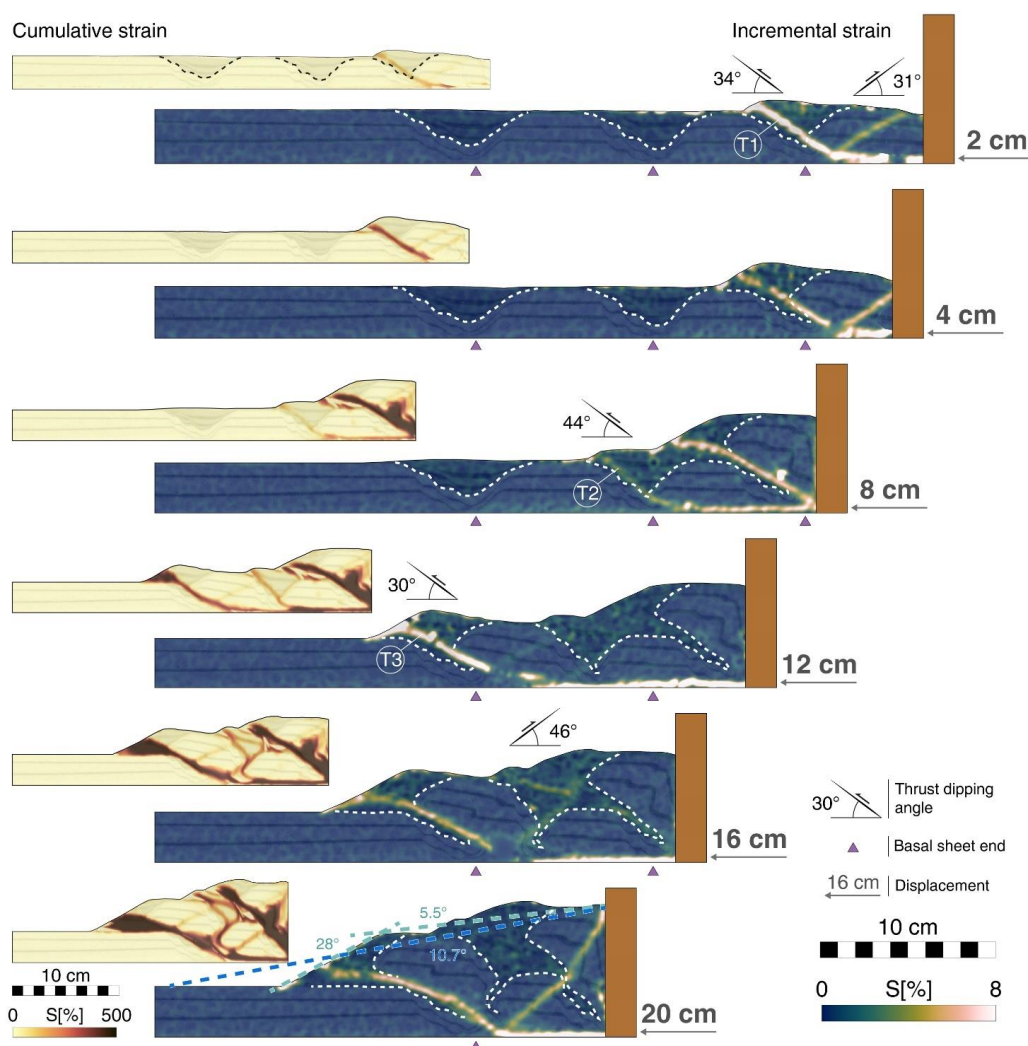 Cumulative strain
Incremental strain
34°
31°
T1
2 cm
4 cm
44°
T2
8 cm
30°
T3
12 cm
46°
16 cm
30°
Thrust dipping
angle
Basal sheet end
16 cm
Displacement
10 cm
0 S[%] 8
5.5°
28°
10.7°
20 cm
10 cm
0 S[%] 500